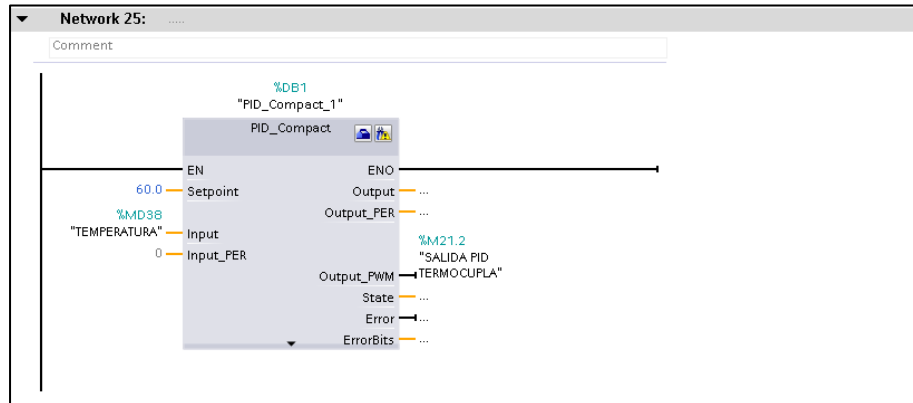 Network 25: .....
Comment
%DB1
"PID_Compact_1"
PID_Compact
EN ENO
60.0 Setpoint Output ...
%MD38 Output_PER ...
"TEMPERATURA" Input
%M21.2
0 Input_PER "SALIDA PID
Output_PWM TERMOCUPLA"
State ...
Error ...
ErrorBits ...